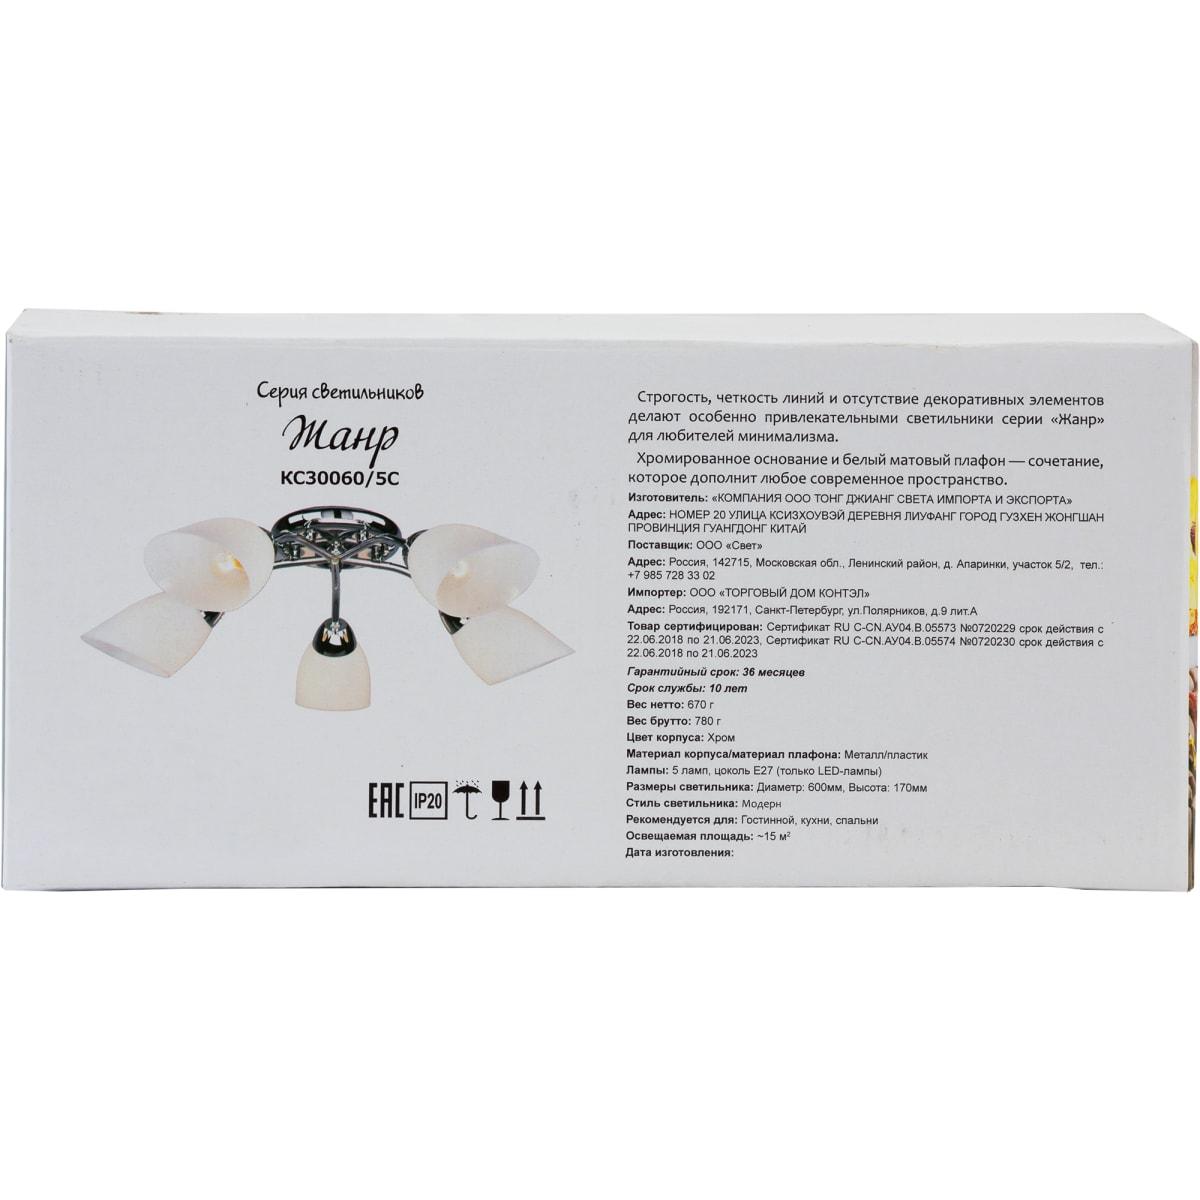 Серия светильников
Жанр
КС30060/5С
EAC IP20
Строгость, четкость линий и отсутствие декоративных элементов
делают особенно привлекательными светильники серии «Жанр»
для любителей минимализма.
Хромированное основание и белый матовый плафон — сочетание,
которое дополнит любое современное пространство.
Изготовитель: «КОМПАНИЯ ООО ТОНГ ДЖИАНГ СВЕТА ИМПОРТА И ЭКСПОРТА»
Адрес: НОМЕР 20 УЛИЦА КСИЗХОУВЭЙ ДЕРЕВНЯ ЛИУФАНГ ГОРОД ГУЗХЕН ЖОНГШАН
ПРОВИНЦИЯ ГУАНГДОНГ КИТАЙ
Поставщик: ООО «Свет»
Адрес: Россия, 142715, Московская обл., Ленинский район, д. Апаринки, участок 5/2, тел.:
+7 985 728 33 02
Импортер: ООО «ТОРГОВЫЙ ДОМ КОНТЭЛ»
Адрес: Россия, 192171, Санкт-Петербург, ул.Полярников, д.9 лит.А
Товар сертифицирован: Сертификат RU С-CN.АУ04.В.05573 №0720229 срок действия с
22.06.2018 по 21.06.2023, Сертификат RU С-CN.АУ04.В.05574 №0720230 срок действия с
22.06.2018 по 21.06.2023
Гарантийный срок: 36 месяцев
Срок службы: 10 лет
Вес нетто: 670 г
Вес брутто: 780 г
Цвет корпуса: Хром
Материал корпуса/материал плафона: Металл/пластик
Лампы: 5 ламп, цоколь Е27 (только LED-лампы)
Размеры светильника: Диаметр: 600мм, Высота: 170мм
Стиль светильника: Модерн
Рекомендуется для: Гостинной, кухни, спальни
Освещаемая площадь: ~15 м²
Дата изготовления: